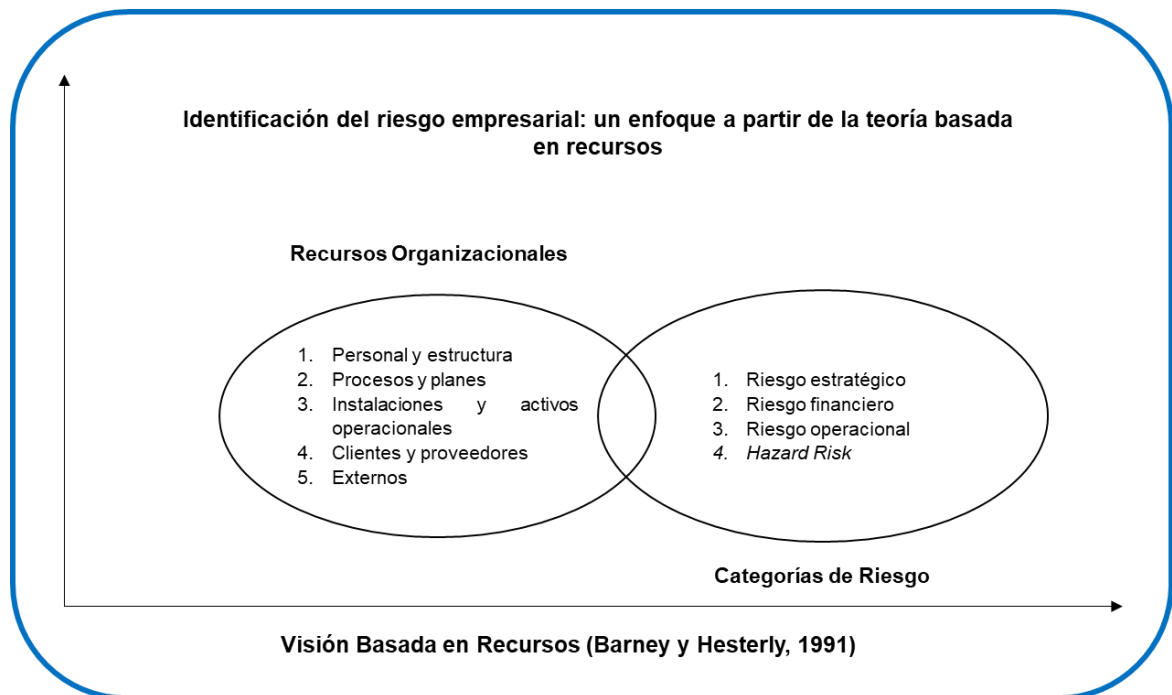 Identificación del riesgo empresarial: un enfoque a partir de la teoría basada
en recursos
Recursos Organizacionales
1. Personal y estructura
2. Procesos y planes
3. Instalaciones y activos
operacionales
4. Clientes y proveedores
5. Externos
1. Riesgo estratégico
2. Riesgo financiero
3. Riesgo operacional
4. Hazard Risk
Categorías de Riesgo
Visión Basada en Recursos (Barney y Hesterly, 1991)